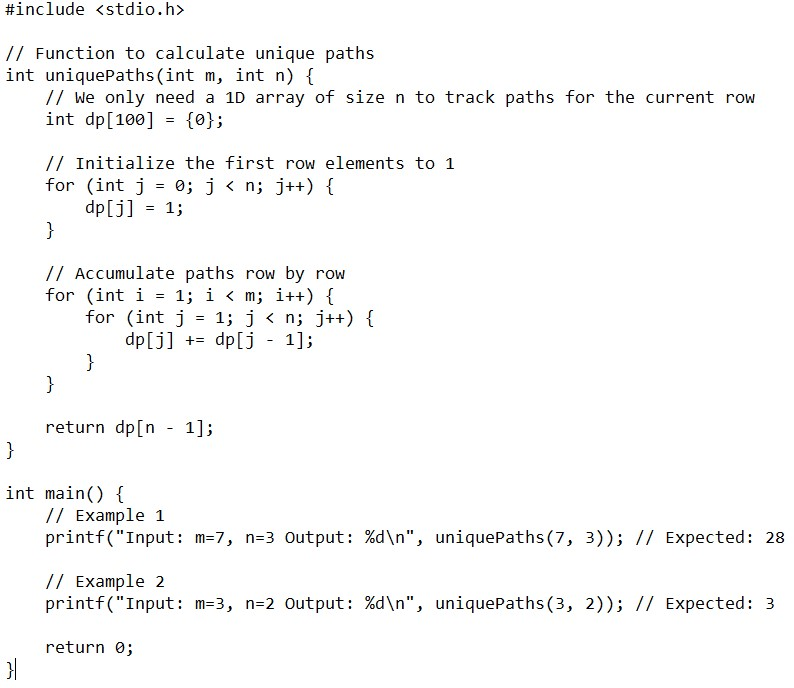 #include <stdio.h>

// Function to calculate unique paths
int uniquePaths(int m, int n) {
    // We only need a 1D array of size n to track paths for the current row
    int dp[100] = {0};

    // Initialize the first row elements to 1
    for (int j = 0; j < n; j++) {
        dp[j] = 1;
    }

    // Accumulate paths row by row
    for (int i = 1; i < m; i++) {
        for (int j = 1; j < n; j++) {
            dp[j] += dp[j - 1];
        }
    }

    return dp[n - 1];
}

int main() {
    // Example 1
    printf("Input: m=7, n=3 Output: %d\n", uniquePaths(7, 3)); // Expected: 28

    // Example 2
    printf("Input: m=3, n=2 Output: %d\n", uniquePaths(3, 2)); // Expected: 3

    return 0;
}